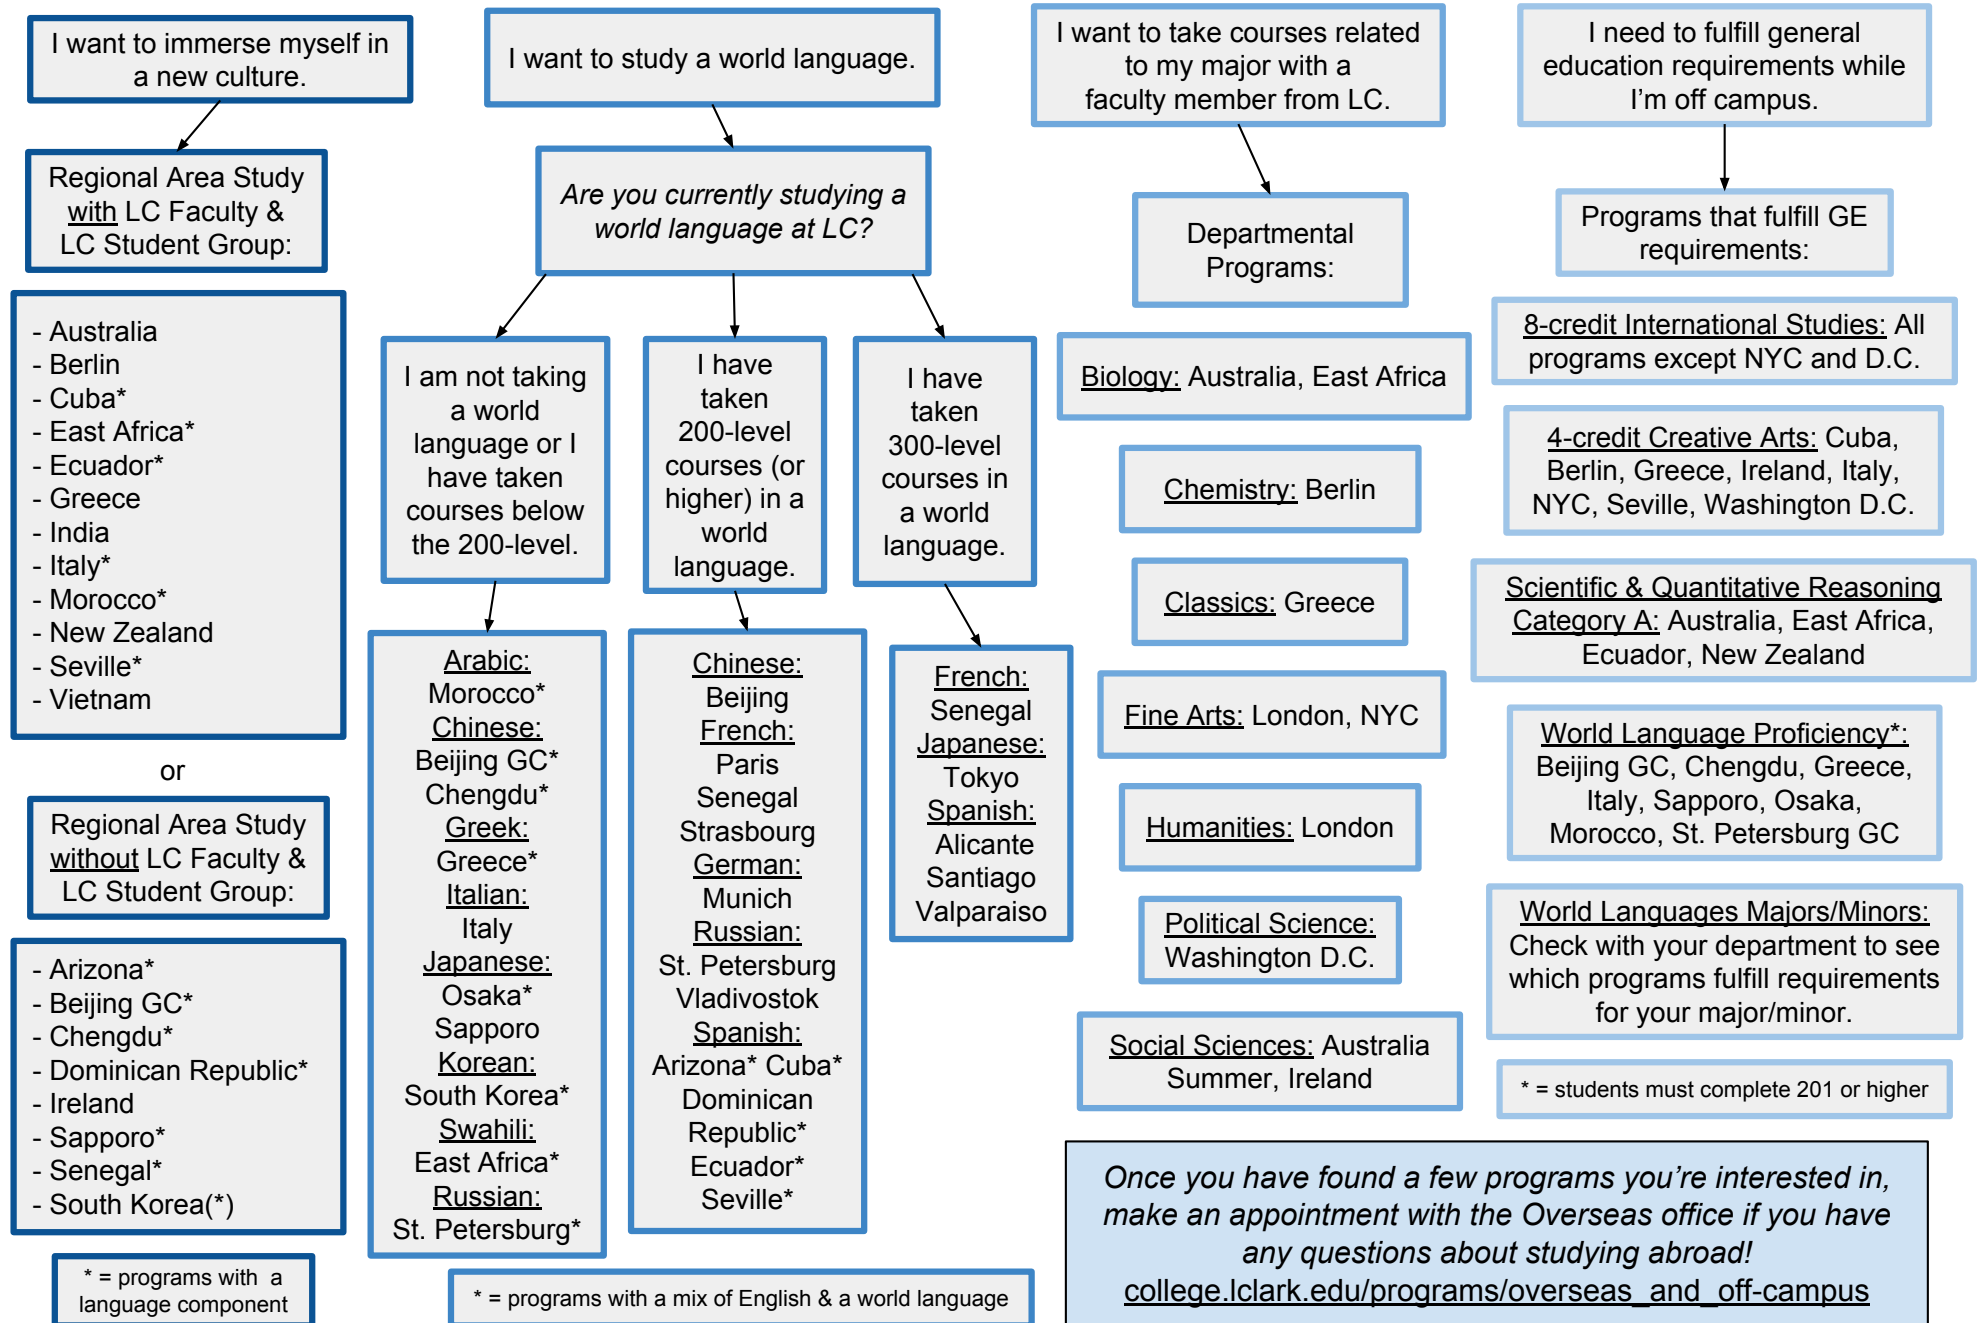 I want to immerse myself in
a new culture.
Regional Area Study
with LC Faculty &
LC Student Group:
- Australia
- Berlin
- Cuba*
- East Africa*
- Ecuador*
- Greece
- India
- Italy*
- Morocco*
- New Zealand
- Seville*
- Vietnam
or
Regional Area Study
without LC Faculty &
LC Student Group:
- Arizona*
- Beijing GC*
- Chengdu*
- Dominican Republic*
- Ireland
- Sapporo*
- Senegal*
- South Korea(*)
* = programs with a
language component
I want to study a world language.
Are you currently studying a
world language at LC?
I am not taking
a world
language or I
have taken
courses below
the 200-level.
Arabic:
Morocco*
Chinese:
Beijing GC*
Chengdu*
Greek:
Greece*
Italian:
Italy
Japanese:
Osaka*
Sapporo
Korean:
South Korea*
Swahili:
East Africa*
Russian:
St. Petersburg*
I have
taken
200-level
courses (or
higher) in a
world
language.
Chinese:
Beijing
French:
Paris
Senegal
Strasbourg
German:
Munich
Russian:
St. Petersburg
Vladivostok
Spanish:
Arizona* Cuba*
Dominican
Republic*
Ecuador*
Seville*
I have
taken
300-level
courses in
a world
language.
French:
Senegal
Japanese:
Tokyo
Spanish:
Alicante
Santiago
Valparaiso
* = programs with a mix of English & a world language
I want to take courses related
to my major with a
faculty member from LC.
Departmental
Programs:
Biology: Australia, East Africa
Chemistry: Berlin
Classics: Greece
Fine Arts: London, NYC
Humanities: London
Political Science:
Washington D.C.
Social Sciences: Australia
Summer, Ireland
I need to fulfill general
education requirements while
I'm off campus.
Programs that fulfill GE
requirements:
8-credit International Studies: All
programs except NYC and D.C.
4-credit Creative Arts: Cuba,
Berlin, Greece, Ireland, Italy,
NYC, Seville, Washington D.C.
Scientific & Quantitative Reasoning
Category A: Australia, East Africa,
Ecuador, New Zealand
World Language Proficiency*:
Beijing GC, Chengdu, Greece,
Italy, Sapporo, Osaka,
Morocco, St. Petersburg GC
World Languages Majors/Minors:
Check with your department to see
which programs fulfill requirements
for your major/minor.
* = students must complete 201 or higher
Once you have found a few programs you're interested in,
make an appointment with the Overseas office if you have
any questions about studying abroad!
college.lclark.edu/programs/overseas_and_off-campus